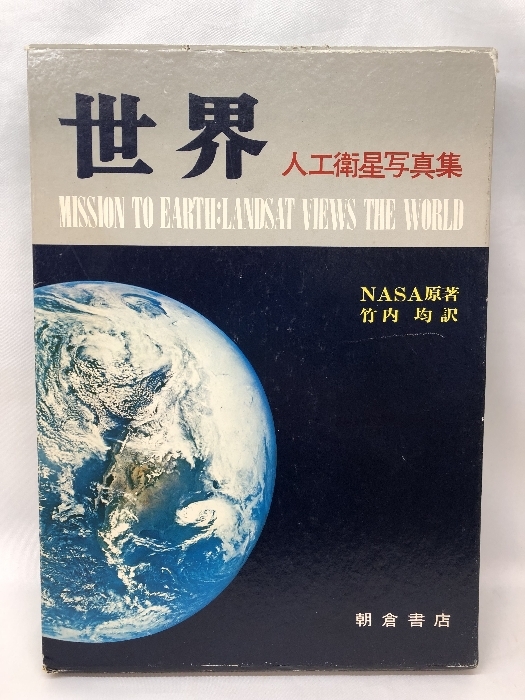 世界
人工衛星写真集
MISSION TO EARTH:LANDSAT VIEWS THE WORLD
NASA原著
竹内 均訳
朝倉書店